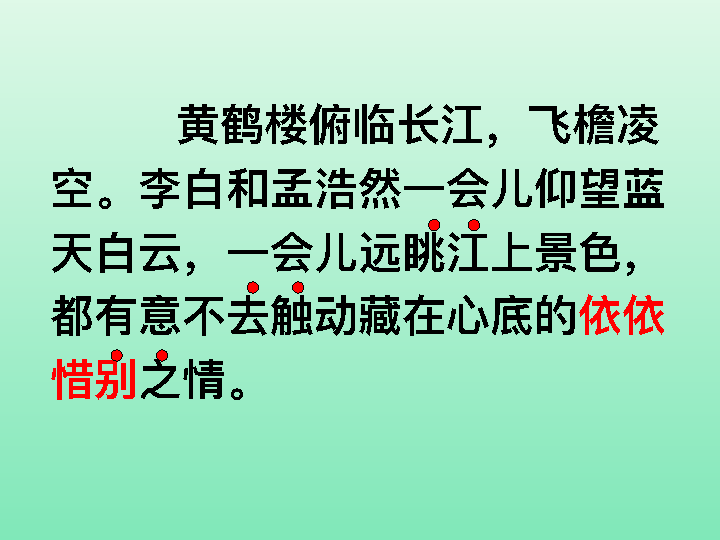 黄鹤楼俯临长江，飞檐凌
空。李白和孟浩然一会儿仰望蓝
天白云，一会儿远眺江上景色，
都有意不去触动藏在心底的依依
惜别之情。